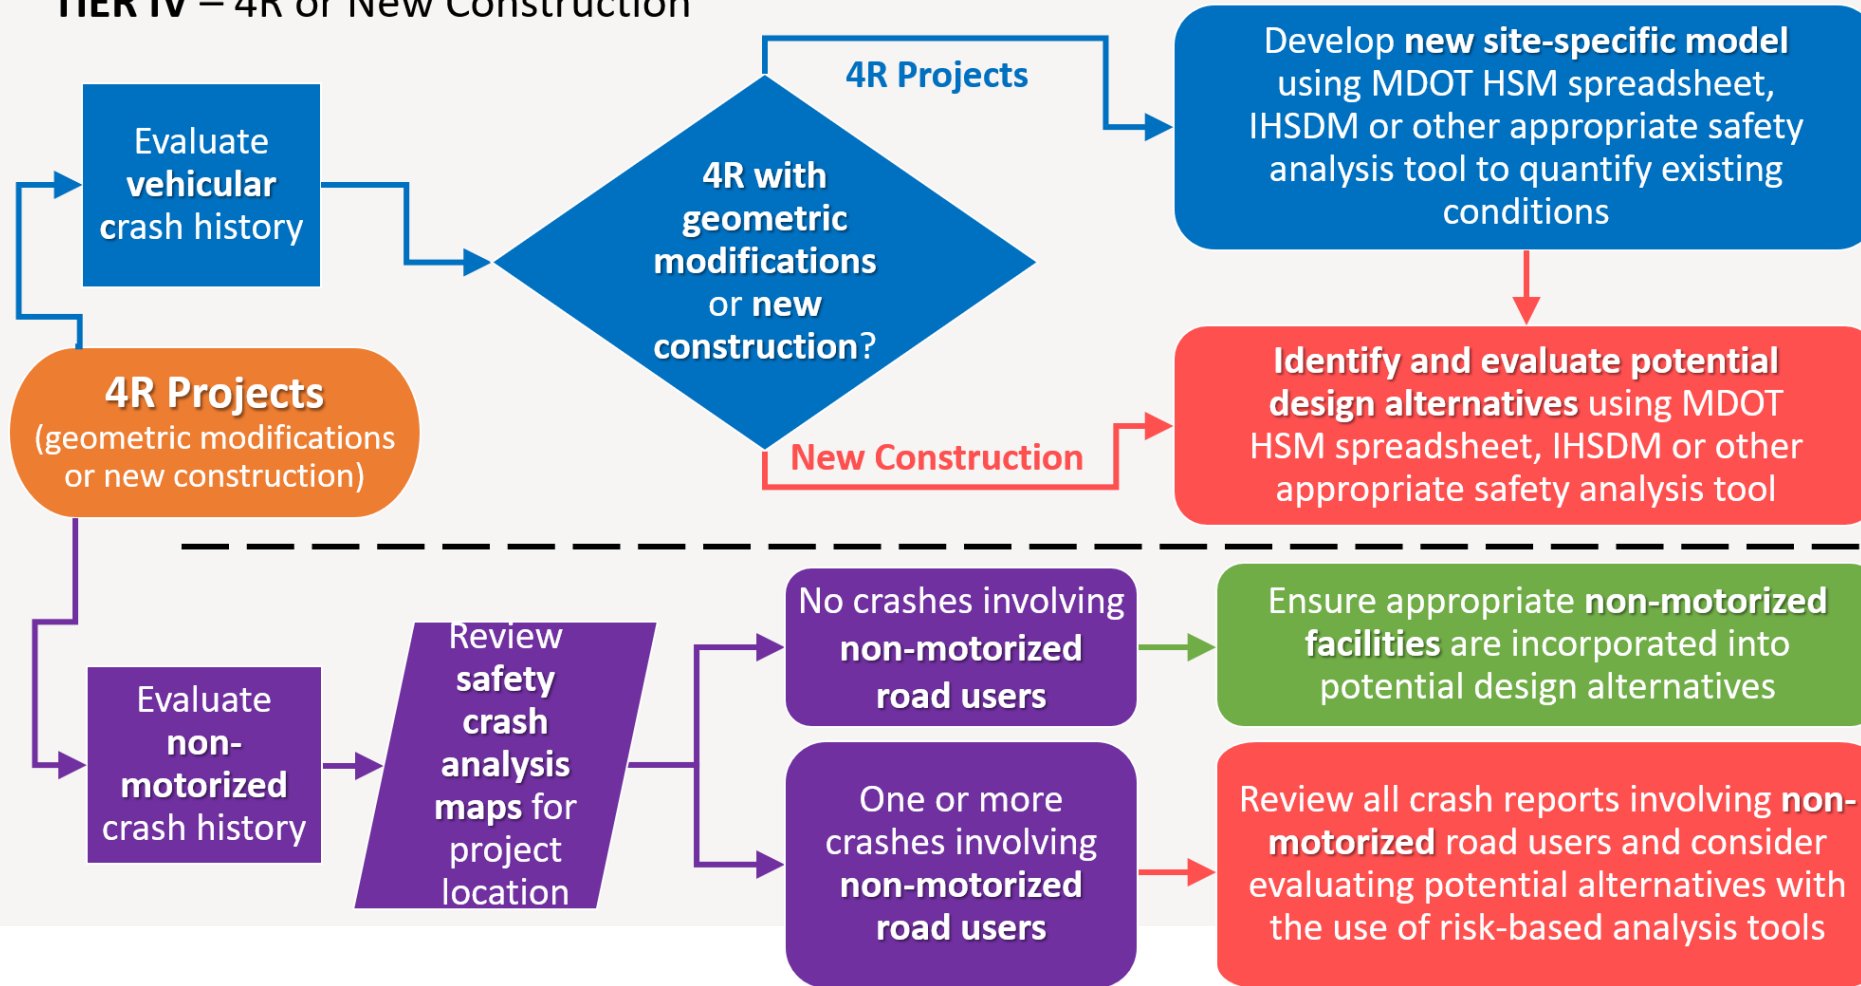 TIER IV – 4R or New Construction
Evaluate
vehicular
crash history
4R with
geometric
modifications
or new
construction?
4R Projects
Develop new site-specific model
using MDOT HSM spreadsheet,
IHSDM or other appropriate safety
analysis tool to quantify existing
conditions
4R Projects
(geometric modifications
or new construction)
New Construction
Identify and evaluate potential
design alternatives using MDOT
HSM spreadsheet, IHSDM or other
appropriate safety analysis tool
Evaluate
non-
motorized
crash history
Review
safety
crash
analysis
maps for
project
location
No crashes involving
non-motorized
road users
Ensure appropriate non-motorized
facilities are incorporated into
potential design alternatives
One or more
crashes involving
non-motorized
road users
Review all crash reports involving non-
motorized road users and consider
evaluating potential alternatives with
the use of risk-based analysis tools